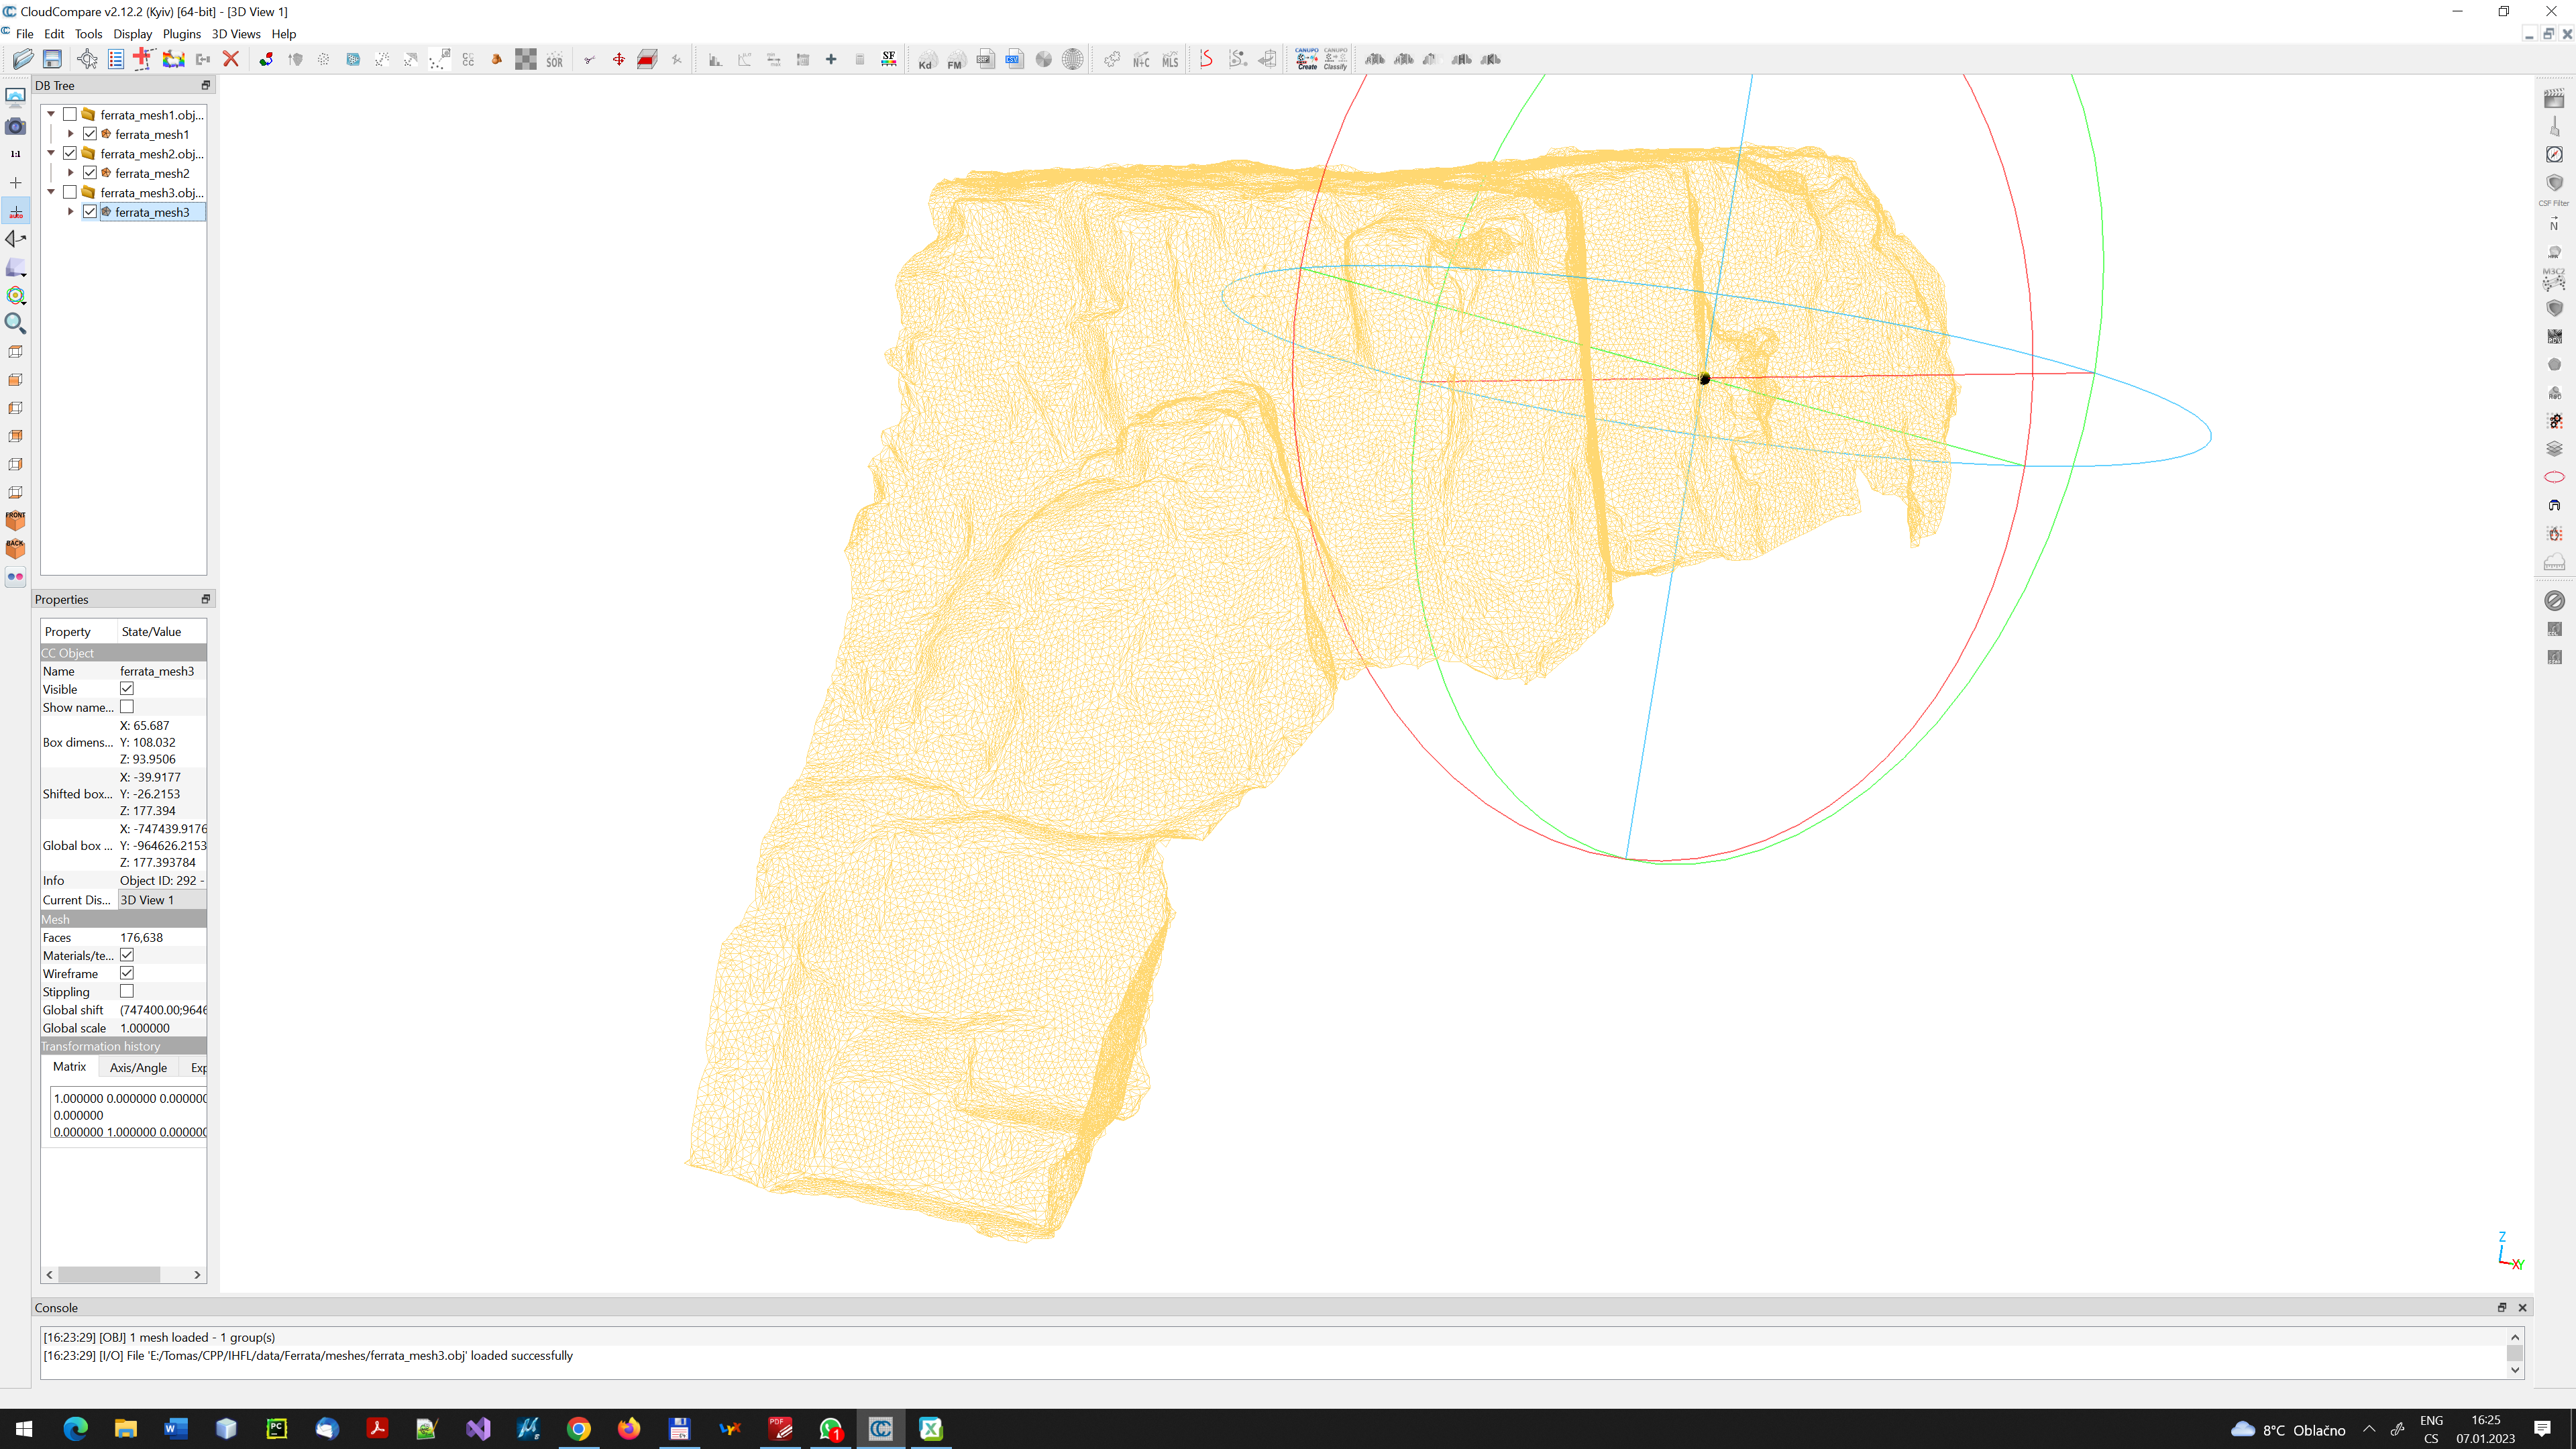 CloudCompare v2.12.2 (Kyiv) [64-bit] - [3D View 1]
File Edit Tools Display Plugins 3D Views Help
SOR SF Kd FM CSV N+C MLS CANUPO Create CANUPO Classify
DB Tree
ferrata_mesh1.obj...
ferrata_mesh1
ferrata_mesh2.obj...
ferrata_mesh2
ferrata_mesh3.obj...
ferrata_mesh3
1:1
auto
FRONT
BACK
CSF Filter
N
M3C2
Properties
Property State/Value
CC Object
Name ferrata_mesh3
Visible
Show name...
X: 65.687
Box dimens... Y: 108.032
Z: 93.9506
X: -39.9177
Shifted box... Y: -26.2153
Z: 177.394
X: -747439.9176
Global box ... Y: -964626.2153
Z: 177.393784
Info Object ID: 292 -
Current Dis... 3D View 1
Mesh
Faces 176,638
Materials/te...
Wireframe
Stippling
Global shift (747400.00;9646
Global scale 1.000000
Transformation history
Matrix Axis/Angle Exp
1.000000 0.000000 0.000000
0.000000
0.000000 1.000000 0.000000
Z
X Y
Console
[16:23:29] [OBJ] 1 mesh loaded - 1 group(s)
[16:23:29] [I/O] File 'E:/Tomas/CPP/IHFL/data/Ferrata/meshes/ferrata_mesh3.obj' loaded successfully
8°C Oblačno
ENG
CS
16:25
07.01.2023